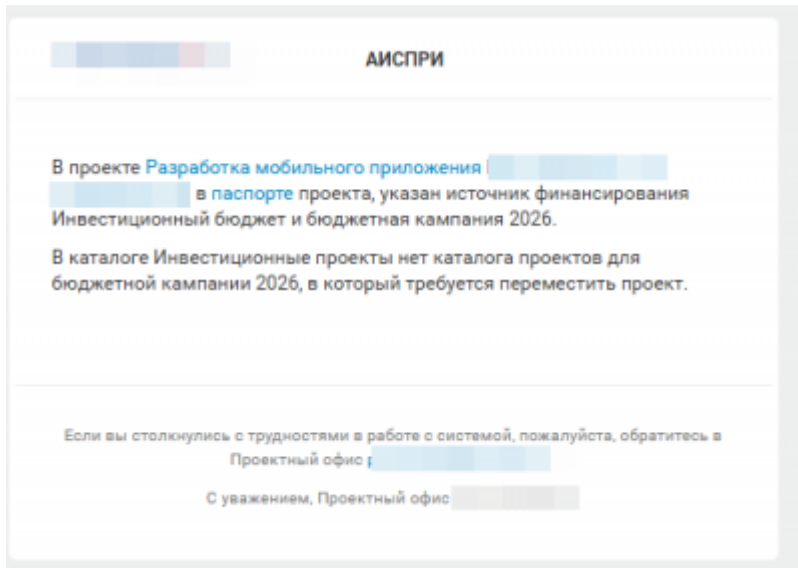 АИСПРИ
В проекте Разработка мобильного приложения
в паспорте проекта, указан источник финансирования
Инвестиционный бюджет и бюджетная кампания 2026.
В каталоге Инвестиционные проекты нет каталога проектов для
бюджетной кампании 2026, в который требуется переместить проект.
Если вы столкнулись с трудностями в работе с системой, пожалуйста, обратитесь в
Проектный офис
С уважением, Проектный офис